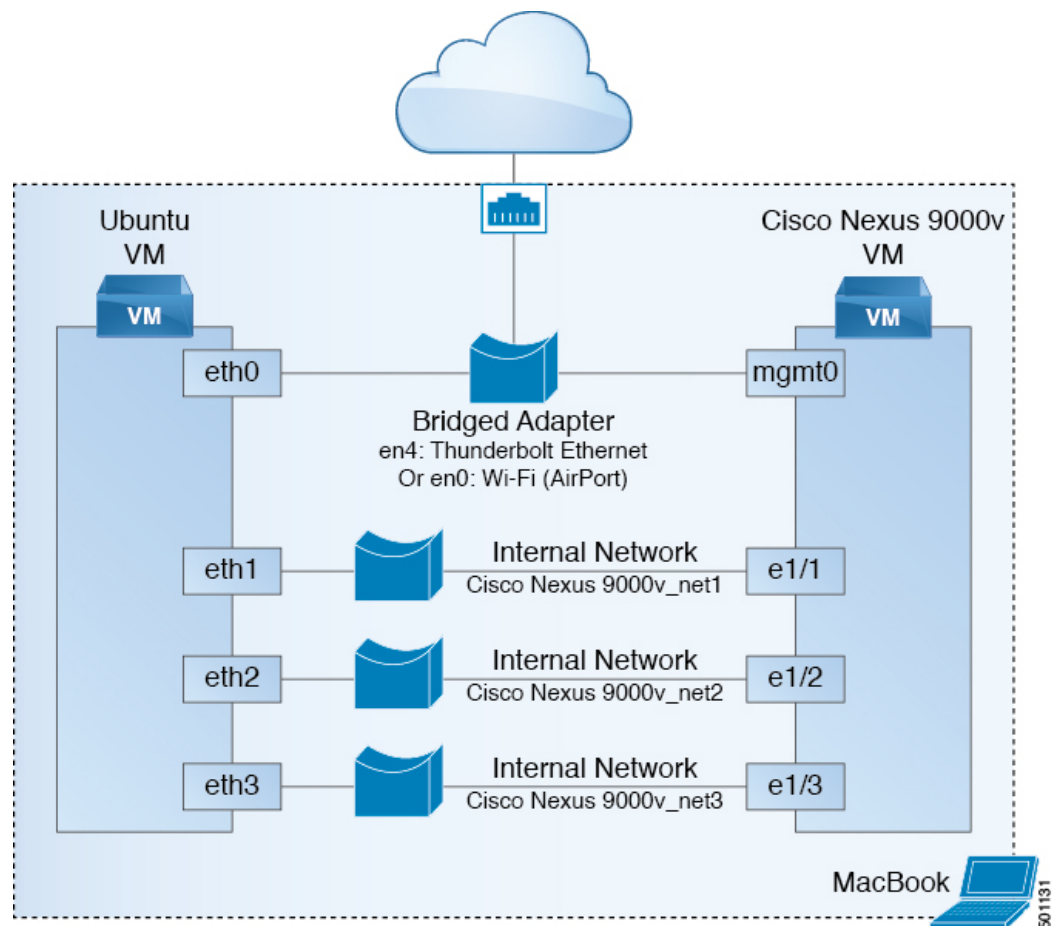 Ubuntu
VM
Cisco Nexus 9000v
VM
VM
VM
eth0
mgmt0
Bridged Adapter
en4: Thunderbolt Ethernet
Or en0: Wi-Fi (AirPort)
eth1
Internal Network
Cisco Nexus 9000v_net1
e1/1
eth2
Internal Network
Cisco Nexus 9000v_net2
e1/2
eth3
Internal Network
Cisco Nexus 9000v_net3
e1/3
MacBook
501131